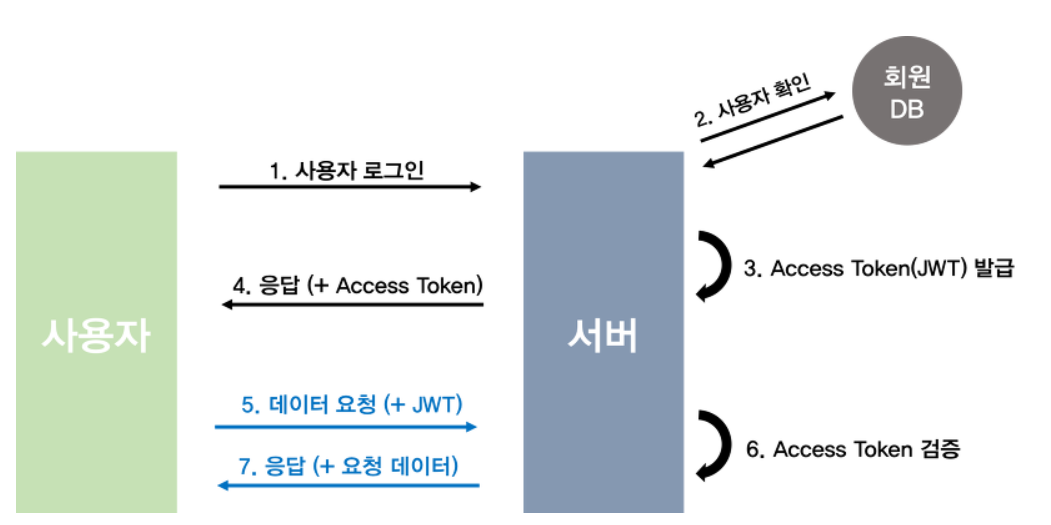 회원
DB
2. 사용자 확인
1. 사용자 로그인
3. Access Token(JWT) 발급
4. 응답 (+ Access Token)
사용자
서버
5. 데이터 요청 (+ JWT)
6. Access Token 검증
7. 응답 (+ 요청 데이터)